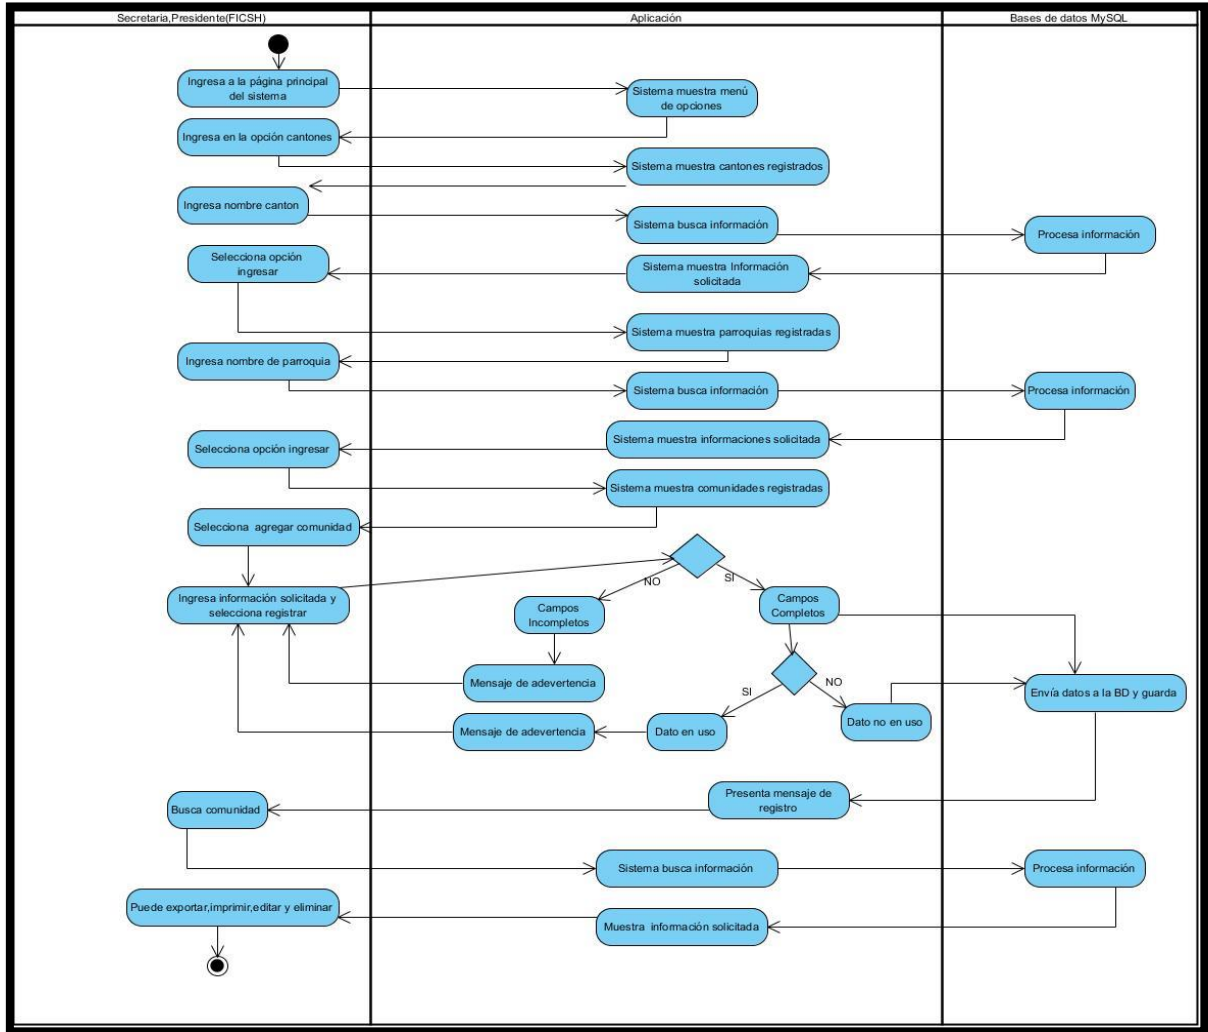 Secretaria,Presidente(FICSH)
Aplicación
Bases de datos MySQL
Ingresa a la página principal
del sistema
Sistema muestra menú
de opciones
Ingresa en la opción cantones
Sistema muestra cantones registrados
Ingresa nombre canton
Sistema busca información
Procesa información
Selecciona opción
ingresar
Sistema muestra Información
solicitada
Sistema muestra parroquias registradas
Ingresa nombre de parroquia
Sistema busca información
Procesa información
Sistema muestra informaciones solicitada
Selecciona opción ingresar
Sistema muestra comunidades registradas
Selecciona agregar comunidad
NO
SI
Ingresa información solicitada y
selecciona registrar
Campos
Incompletos
Campos
Completos
Mensaje de adevertencia
SI
NO
Envía datos a la BD y guarda
Mensaje de adevertencia
Dato en uso
Dato no en uso
Presenta mensaje de
registro
Busca comunidad
Sistema busca información
Procesa información
Puede exportar,imprimir,editar y eliminar
Muestra información solicitada